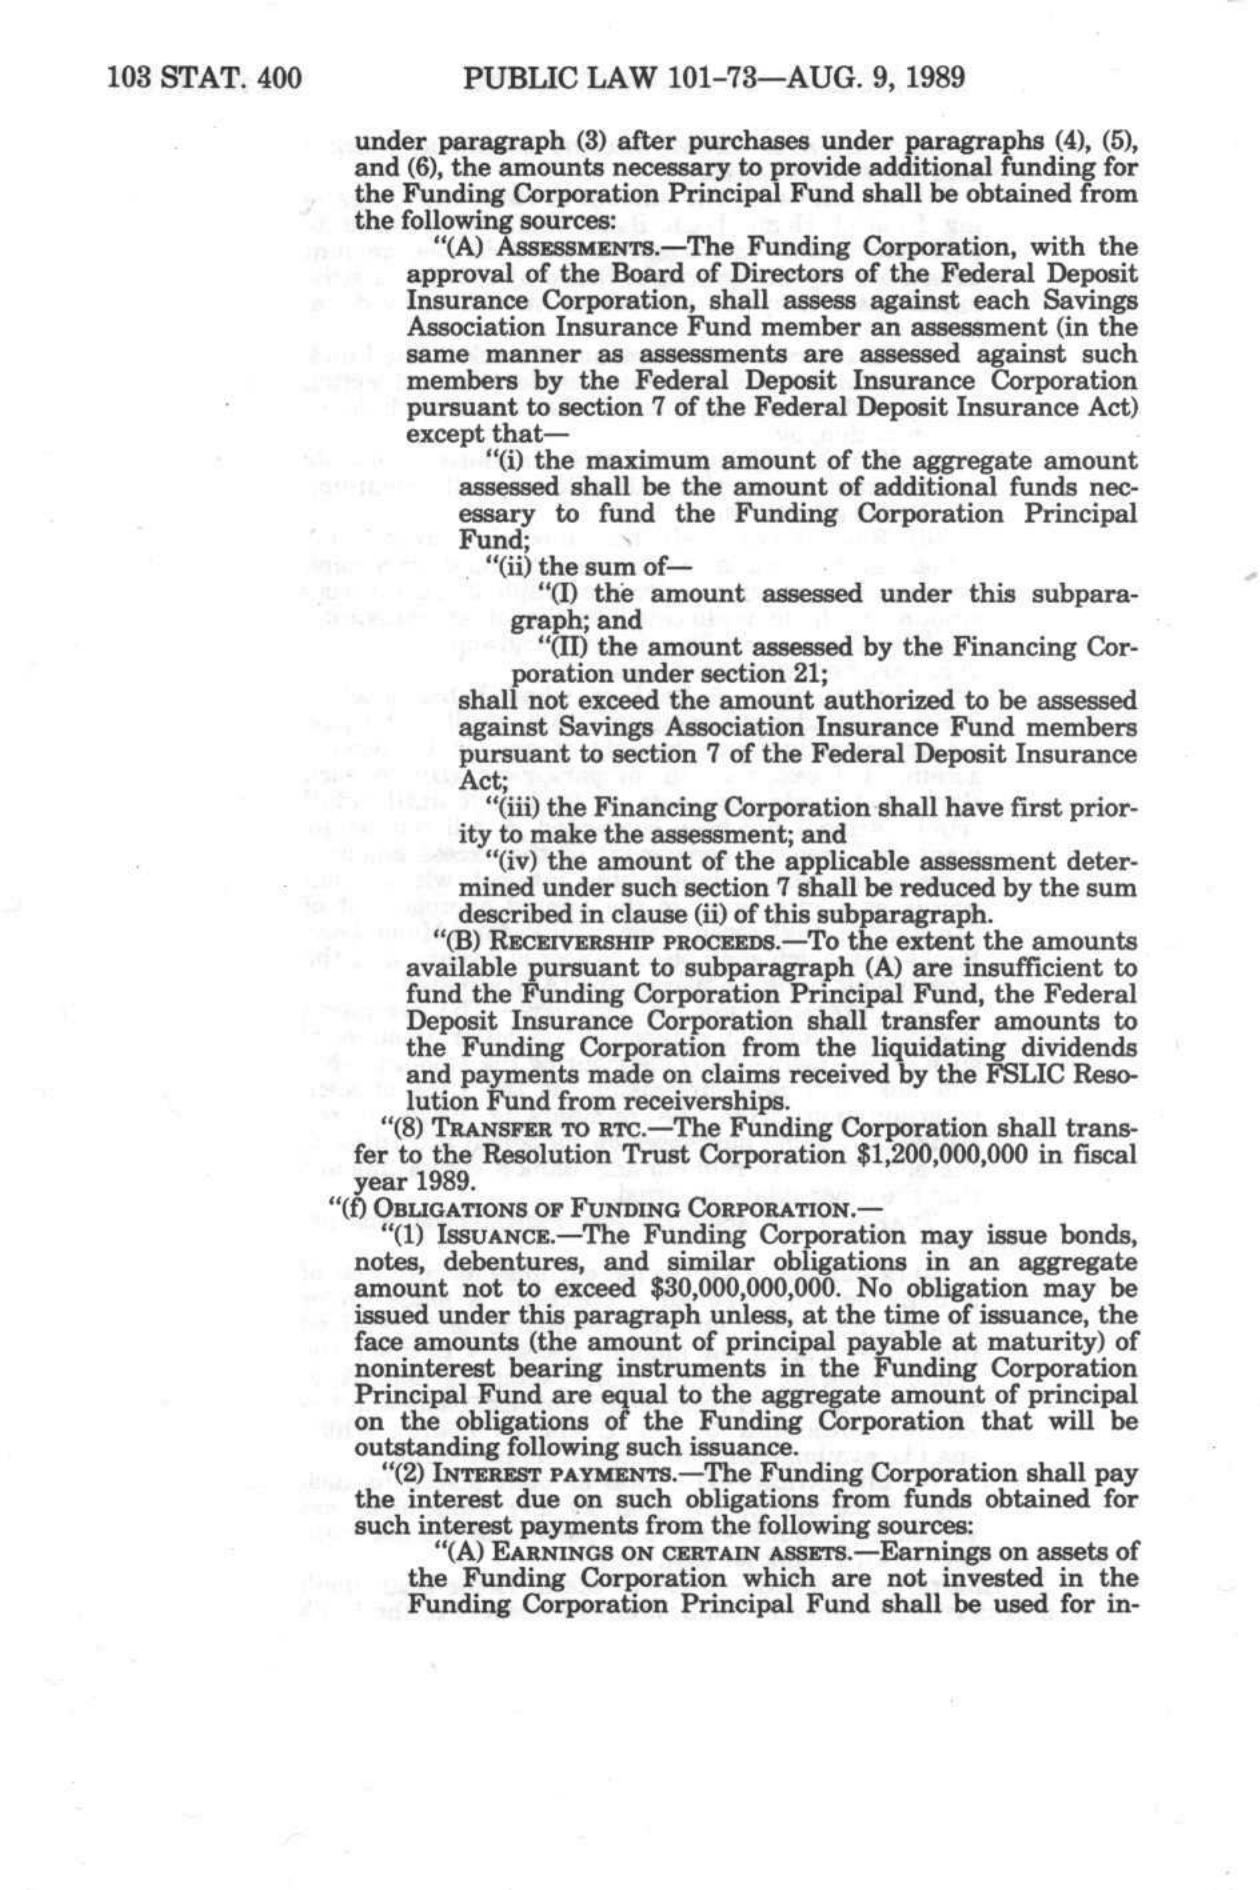 103 STAT. 400 PUBLIC LAW 101-73—AUG. 9, 1989
under paragraph (3) after purchases under paragraphs (4), (5),
and (6), the amounts necessary to provide additional funding for
the Funding Corporation Principal Fund shall be obtained from
the following sources:
“(A) ASSESSMENTS.—The Funding Corporation, with the
approval of the Board of Directors of the Federal Deposit
Insurance Corporation, shall assess against each Savings
Association Insurance Fund member an assessment (in the
same manner as assessments are assessed against such
members by the Federal Deposit Insurance Corporation
pursuant to section 7 of the Federal Deposit Insurance Act)
except that—
“(i) the maximum amount of the aggregate amount
assessed shall be the amount of additional funds nec-
essary to fund the Funding Corporation Principal
Fund;
“(ii) the sum of—
“(I) the amount assessed under this subpara-
graph; and
“(II) the amount assessed by the Financing Cor-
poration under section 21;
shall not exceed the amount authorized to be assessed
against Savings Association Insurance Fund members
pursuant to section 7 of the Federal Deposit Insurance
Act;
“(iii) the Financing Corporation shall have first prior-
ity to make the assessment; and
“(iv) the amount of the applicable assessment deter-
mined under such section 7 shall be reduced by the sum
described in clause (ii) of this subparagraph.
“(B) RECEIVERSHIP PROCEEDS.—To the extent the amounts
available pursuant to subparagraph (A) are insufficient to
fund the Funding Corporation Principal Fund, the Federal
Deposit Insurance Corporation shall transfer amounts to
the Funding Corporation from the liquidating dividends
and payments made on claims received by the FSLIC Reso-
lution Fund from receiverships.
“(8) TRANSFER TO RTC.—The Funding Corporation shall trans-
fer to the Resolution Trust Corporation $1,200,000,000 in fiscal
year 1989.
“(f) OBLIGATIONS OF FUNDING CORPORATION.—
“(1) ISSUANCE.—The Funding Corporation may issue bonds,
notes, debentures, and similar obligations in an aggregate
amount not to exceed $30,000,000,000. No obligation may be
issued under this paragraph unless, at the time of issuance, the
face amounts (the amount of principal payable at maturity) of
noninterest bearing instruments in the Funding Corporation
Principal Fund are equal to the aggregate amount of principal
on the obligations of the Funding Corporation that will be
outstanding following such issuance.
“(2) INTEREST PAYMENTS.—The Funding Corporation shall pay
the interest due on such obligations from funds obtained for
such interest payments from the following sources:
“(A) EARNINGS ON CERTAIN ASSETS.—Earnings on assets of
the Funding Corporation which are not invested in the
Funding Corporation Principal Fund shall be used for in-